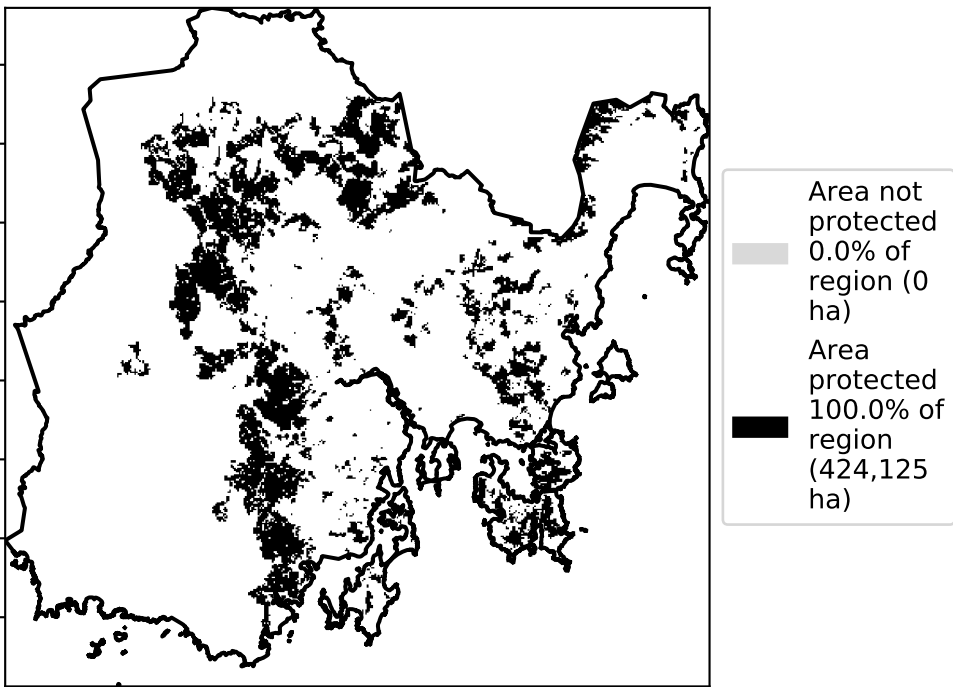 Area not
protected
0.0% of
region (0
ha)
Area
protected
100.0% of
region
(424,125
ha)